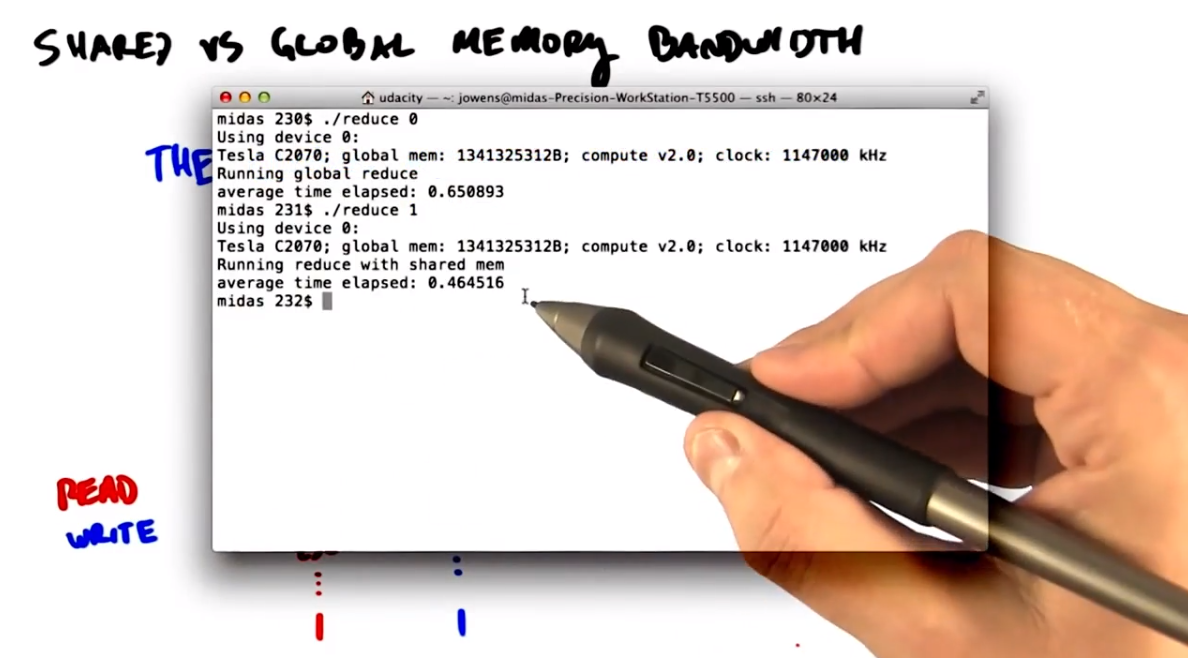 SHARED VS GLOBAL MEMORY BANDWIDTH
udacity — ~: jowens@midas-Precision-WorkStation-T5500 — ssh — 80×24
midas 230$ ./reduce 0
Using device 0:
Tesla C2070; global mem: 1341325312B; compute v2.0; clock: 1147000 kHz
Running global reduce
average time elapsed: 0.650893
midas 231$ ./reduce 1
Using device 0:
Tesla C2070; global mem: 1341325312B; compute v2.0; clock: 1147000 kHz
Running reduce with shared mem
average time elapsed: 0.464516
midas 232$
THE
READ
WRITE